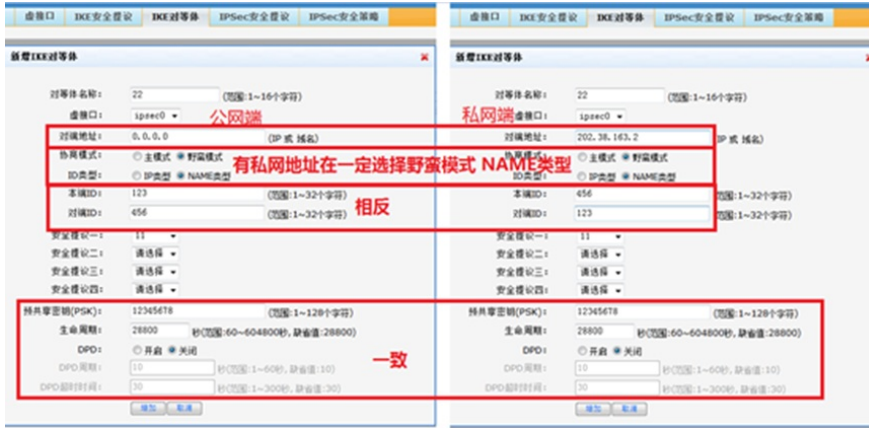 虚接口 IKE安全提议 IKE对等体 IPSec安全提议 IPSec安全策略
新增IKE对等体
对等体名称: 22 (范围:1~16个字符)
虚接口: ipsec0
公网端
对端地址: 0.0.0.0 (IP 或 域名)
协商模式: 主模式 野蛮模式
ID类型: IP类型 NAME类型
本端ID: 123 (范围:1~32个字符)
对端ID: 456 (范围:1~32个字符)
安全提议一: 11 
安全提议二: 请选择
安全提议三: 请选择
安全提议四: 请选择
预共享密钥(PSK): 12345678 (范围:1~128个字符)
生命周期: 28800 秒(范围:60~604800秒,缺省值:28800)
DPD: 开启 关闭
DPD周期: 10 秒(范围:1~60秒,缺省值:10)
DPD超时时间: 30 秒(范围:1~300秒,缺省值:30)
增加 取消
有私网地址在一定选择野蛮模式 NAME类型
相反
一致
虚接口 IKE安全提议 IKE对等体 IPSec安全提议 IPSec安全策略
新增IKE对等体
对等体名称: 22 (范围:1~16个字符)
私网端
虚接口: ipsec0
对端地址: 202.38.163.2 IP 或 域名)
协商模式: 主模式 野蛮模式
ID类型: IP类型 NAME类型
本端ID: 456 (范围:1~32个字符)
对端ID: 123 (范围:1~32个字符)
安全提议一: 11
安全提议二: 请选择
安全提议三: 请选择
安全提议四: 请选择
预共享密钥(PSK): 12345678 (范围:1~128个字符)
生命周期: 28800 秒(范围:60~604800秒,缺省值:28800)
DPD: 开启 关闭
DPD周期: 10 秒(范围:1~60秒,缺省值:10)
DPD超时时间: 30 秒(范围:1~300秒,缺省值:30)
增加 取消